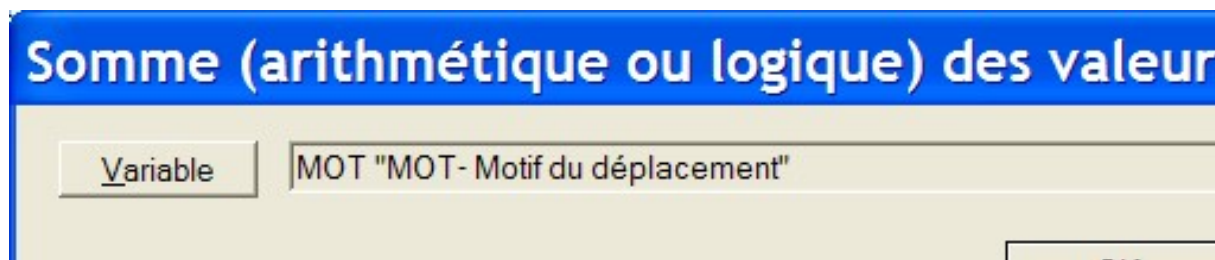 Somme (arithmétique ou logique) des valeur
Variable MOT "MOT- Motif du déplacement"